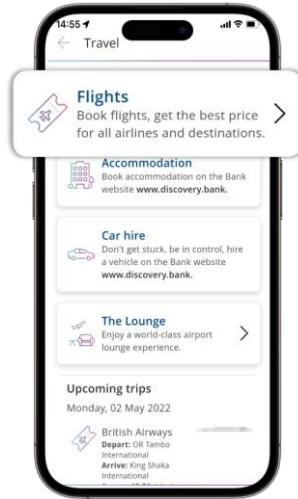 14:55
Travel
Flights
Book flights, get the best price
for all airlines and destinations.
Accommodation
Book accommodation on the Bank
website www.discovery.bank.
Car hire
Don't get stuck, be in control, hire
a vehicle on the Bank website
www.discovery.bank.
The Lounge
Enjoy a world-class airport
lounge experience.
Upcoming trips
Monday, 02 May 2022
British Airways
Depart: OR Tambo
International
Arrive: King Shaka
International